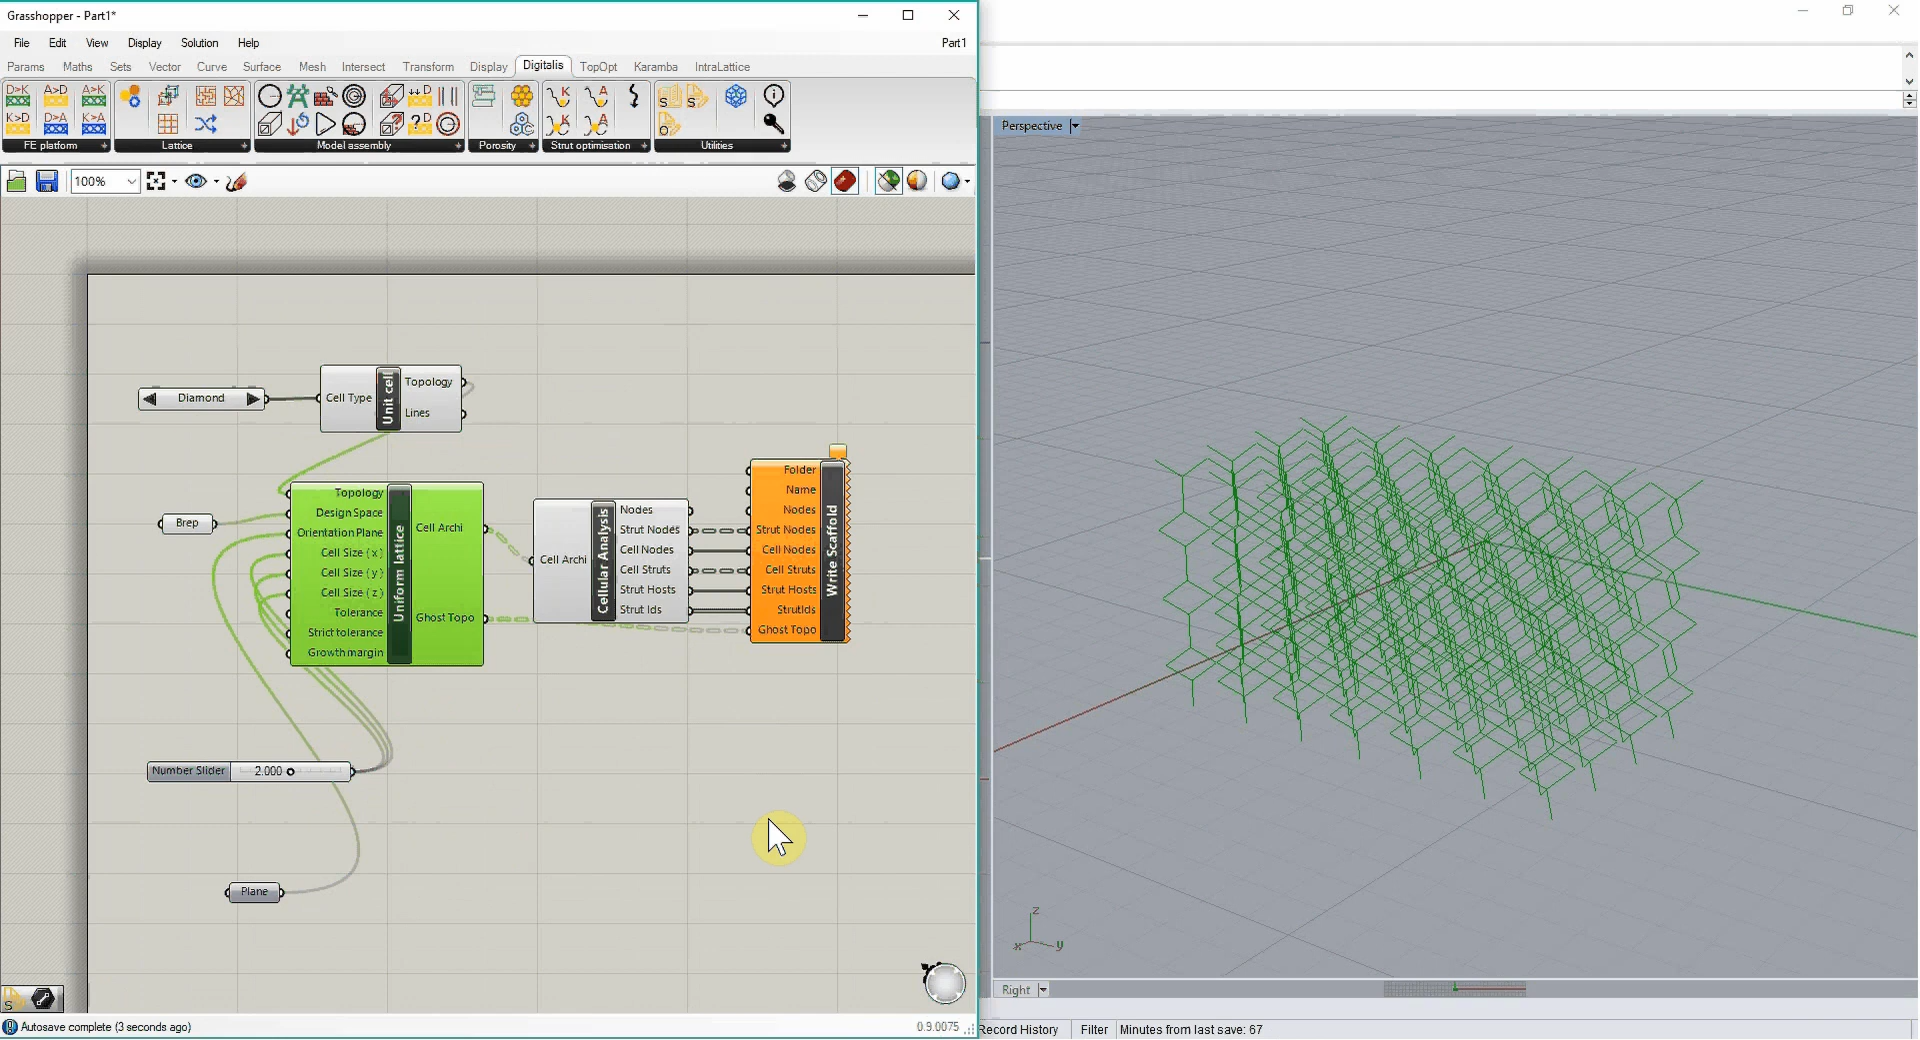 Grasshopper - Part1*
File Edit View Display Solution Help Part1
Params Maths Sets Vector Curve Surface Mesh Intersect Transform Display Digitalis TopOpt Karamba IntraLattice
D>K A>D A>K
K>D D>A K>A
FE platform Lattice Model assembly Porosity Strut optimisation Utilities
100%
Perspective
Diamond
Cell Type
Unit cell
Topology
Lines
Brep
Topology
Design Space
Orientation Plane
Cell Size (x)
Cell Size (y)
Cell Size (z)
Tolerance
Strict tolerance
Growth margin
Uniform lattice
Cell Archi
Ghost Topo
Cell Archi
Cellular Analysis
Nodes
Strut Nodes
Cell Nodes
Cell Struts
Strut Hosts
Strut Ids
Folder
Name
Nodes
Strut Nodes
Cell Nodes
Cell Struts
Strut Hosts
StrutIds
Ghost Topo
Write Scaffold
Number Slider 2.000
Plane
z
x y
Right
Autosave complete (3 seconds ago) 0.9.0075
Record History Filter Minutes from last save: 67